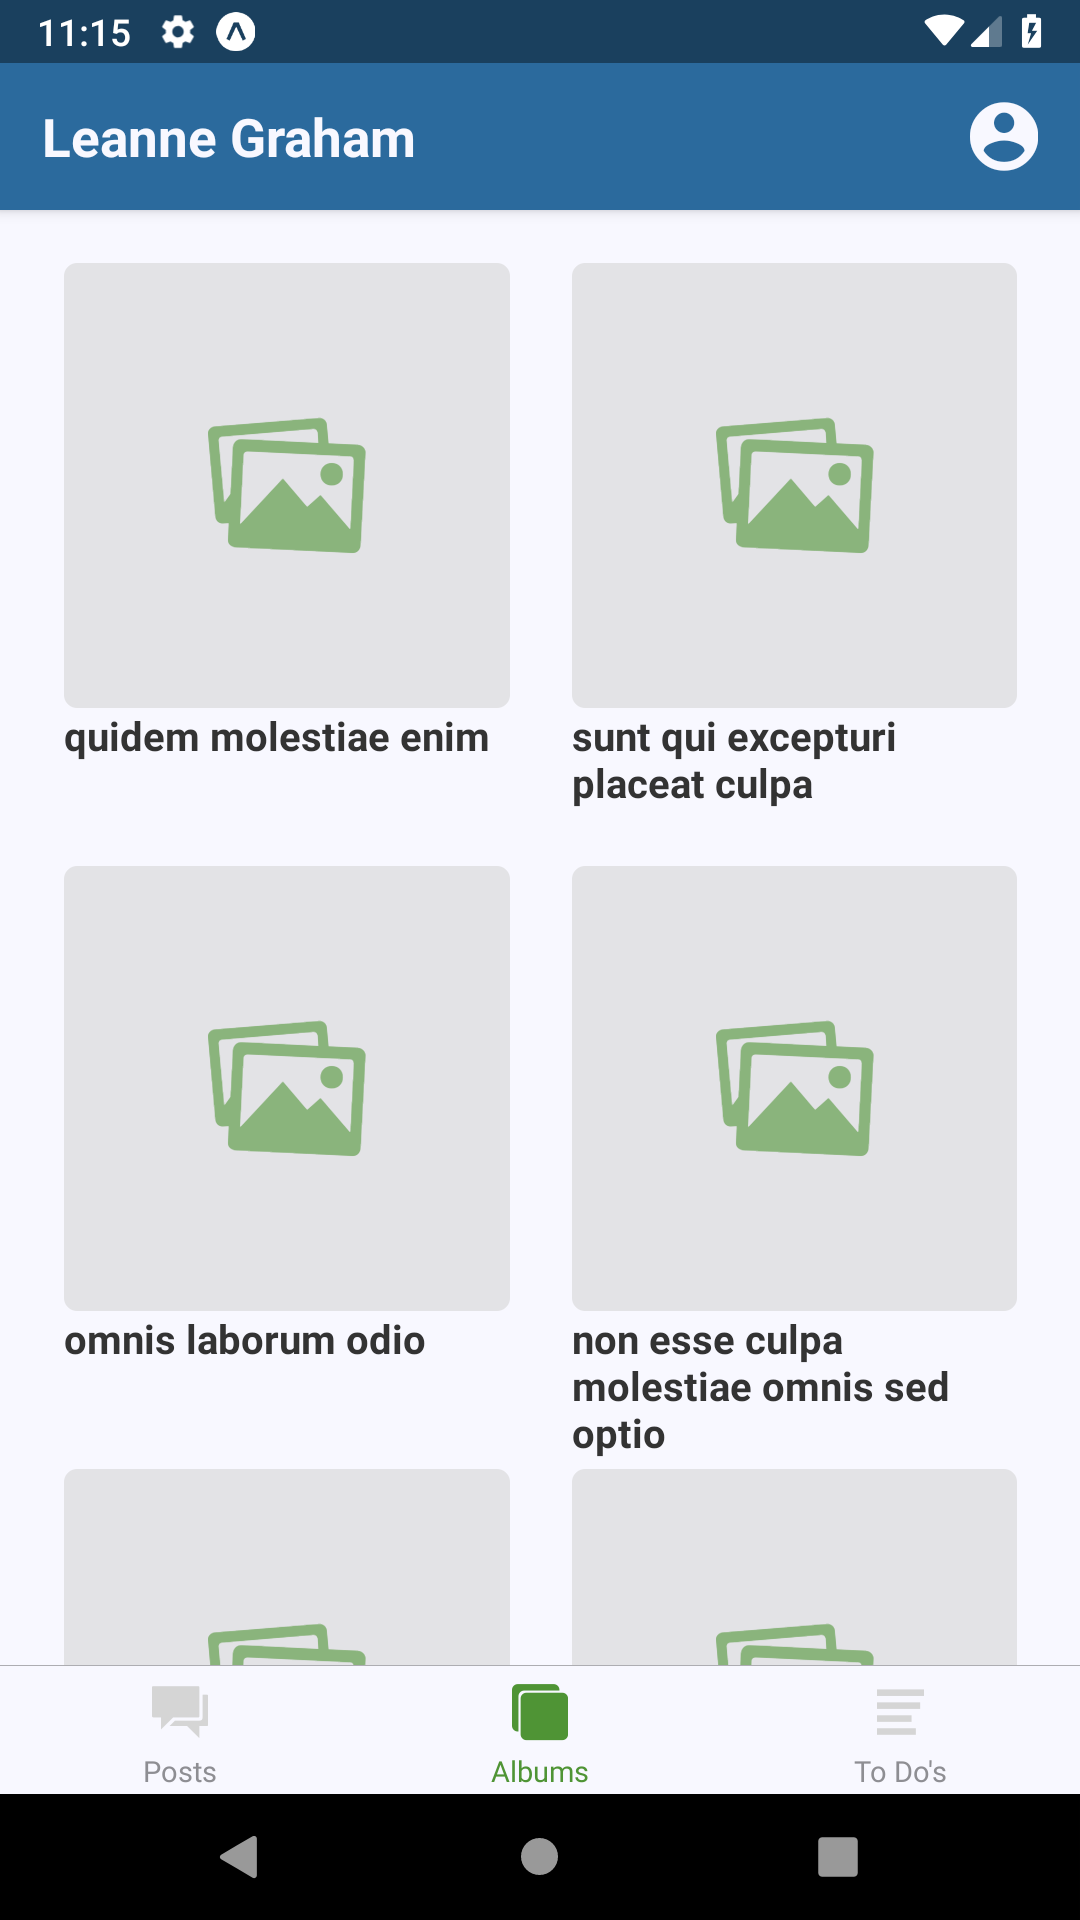 11:15
Leanne Graham
quidem molestiae enim
sunt qui excepturi
placeat culpa
omnis laborum odio
non esse culpa
molestiae omnis sed
optio
Posts
Albums
To Do's